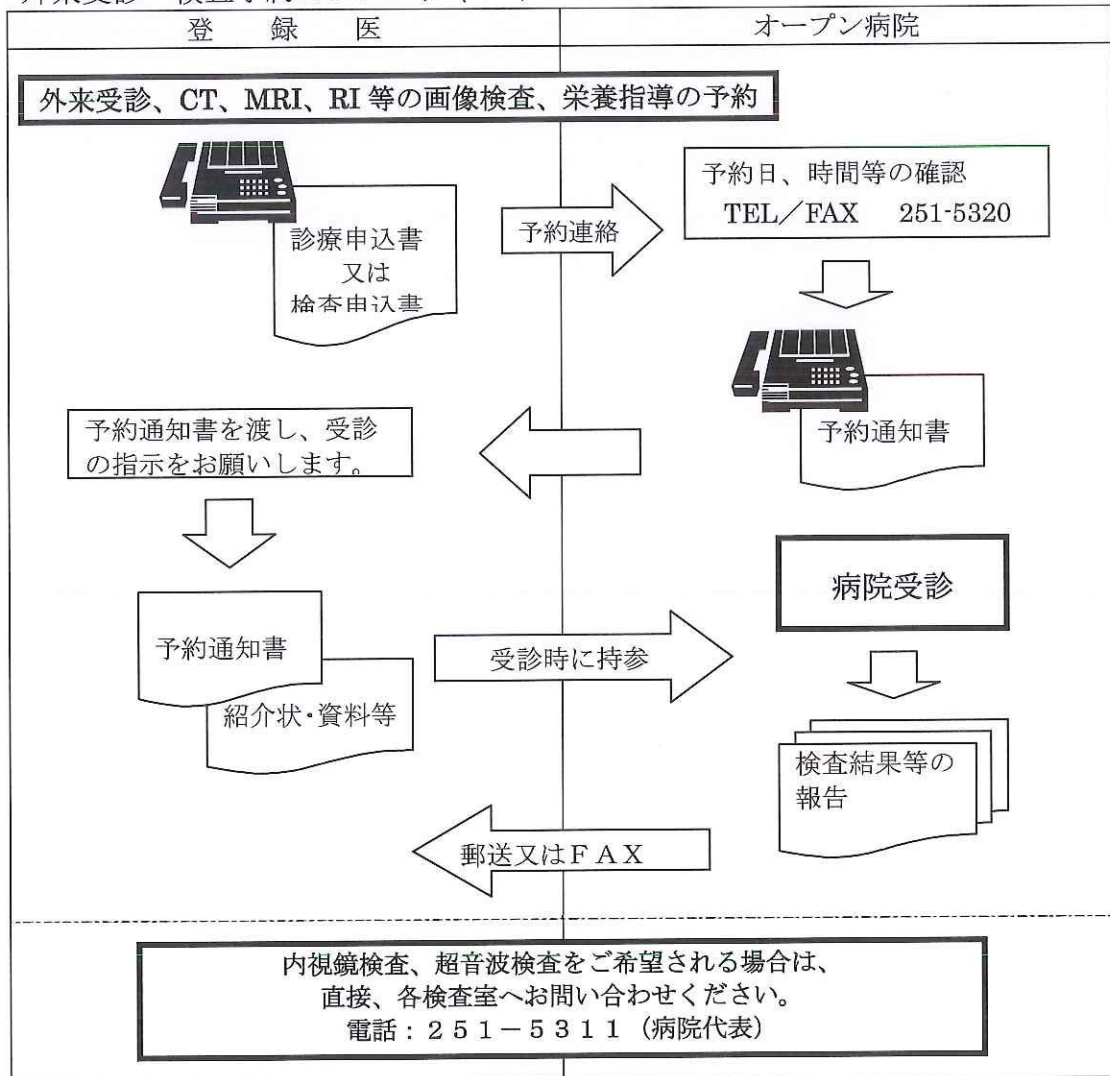 登　録　医
オープン病院
外来受診、CT、MRI、RI 等の画像検査、栄養指導の予約
診療申込書
又は
検査申込書
予約連絡
予約日、時間等の確認
TEL／FAX　251-5320
予約通知書
予約通知書を渡し、受診
の指示をお願いします。
予約通知書
紹介状・資料等
受診時に持参
病院受診
検査結果等の
報告
郵送又はＦＡＸ
内視鏡検査、超音波検査をご希望される場合は、
直接、各検査室へお問い合わせください。
電話：２５１－５３１１（病院代表）